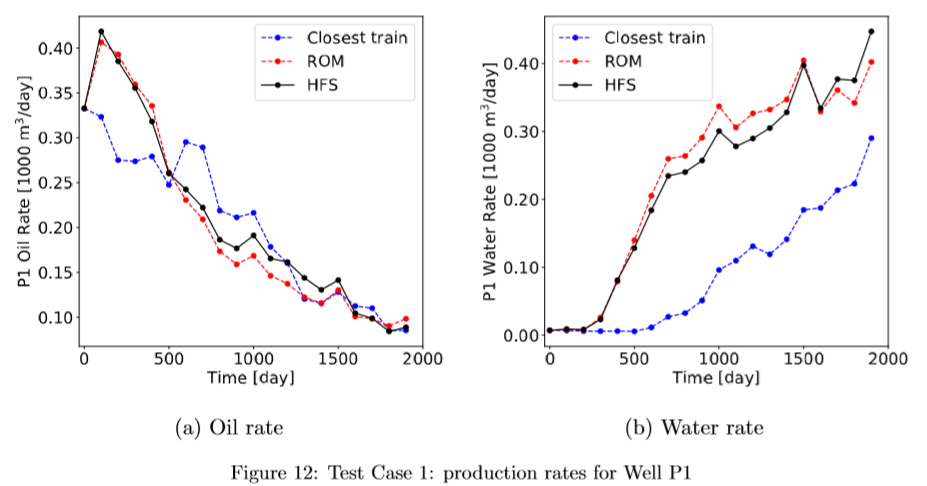 Closest train
ROM
HFS
0.40
0.35
0.30
0.25
0.20
0.15
0.10
P1 Oil Rate [1000 m³/day]
0 500 1000 1500 2000
Time [day]
(a) Oil rate
Closest train
ROM
HFS
0.40
0.30
0.20
0.10
0.00
P1 Water Rate [1000 m³/day]
0 500 1000 1500 2000
Time [day]
(b) Water rate
Figure 12: Test Case 1: production rates for Well P1